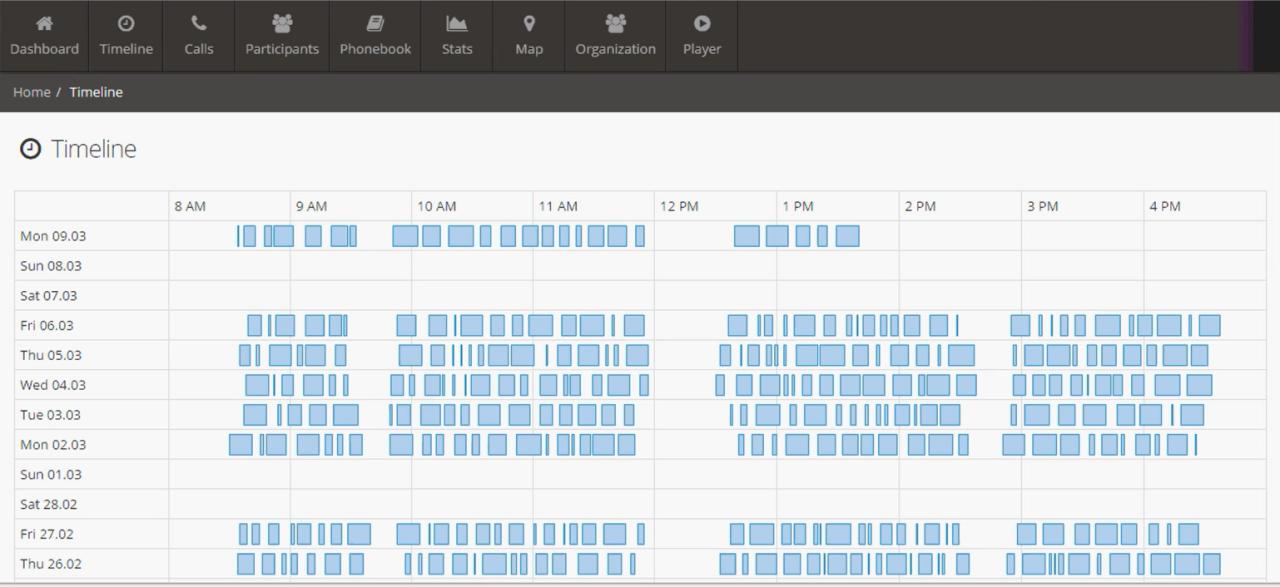 Dashboard Timeline Calls Participants Phonebook Stats Map Organization Player
Home / Timeline
Timeline
8 AM 9 AM 10 AM 11 AM 12 PM 1 PM 2 PM 3 PM 4 PM
Mon 09.03
Sun 08.03
Sat 07.03
Fri 06.03
Thu 05.03
Wed 04.03
Tue 03.03
Mon 02.03
Sun 01.03
Sat 28.02
Fri 27.02
Thu 26.02